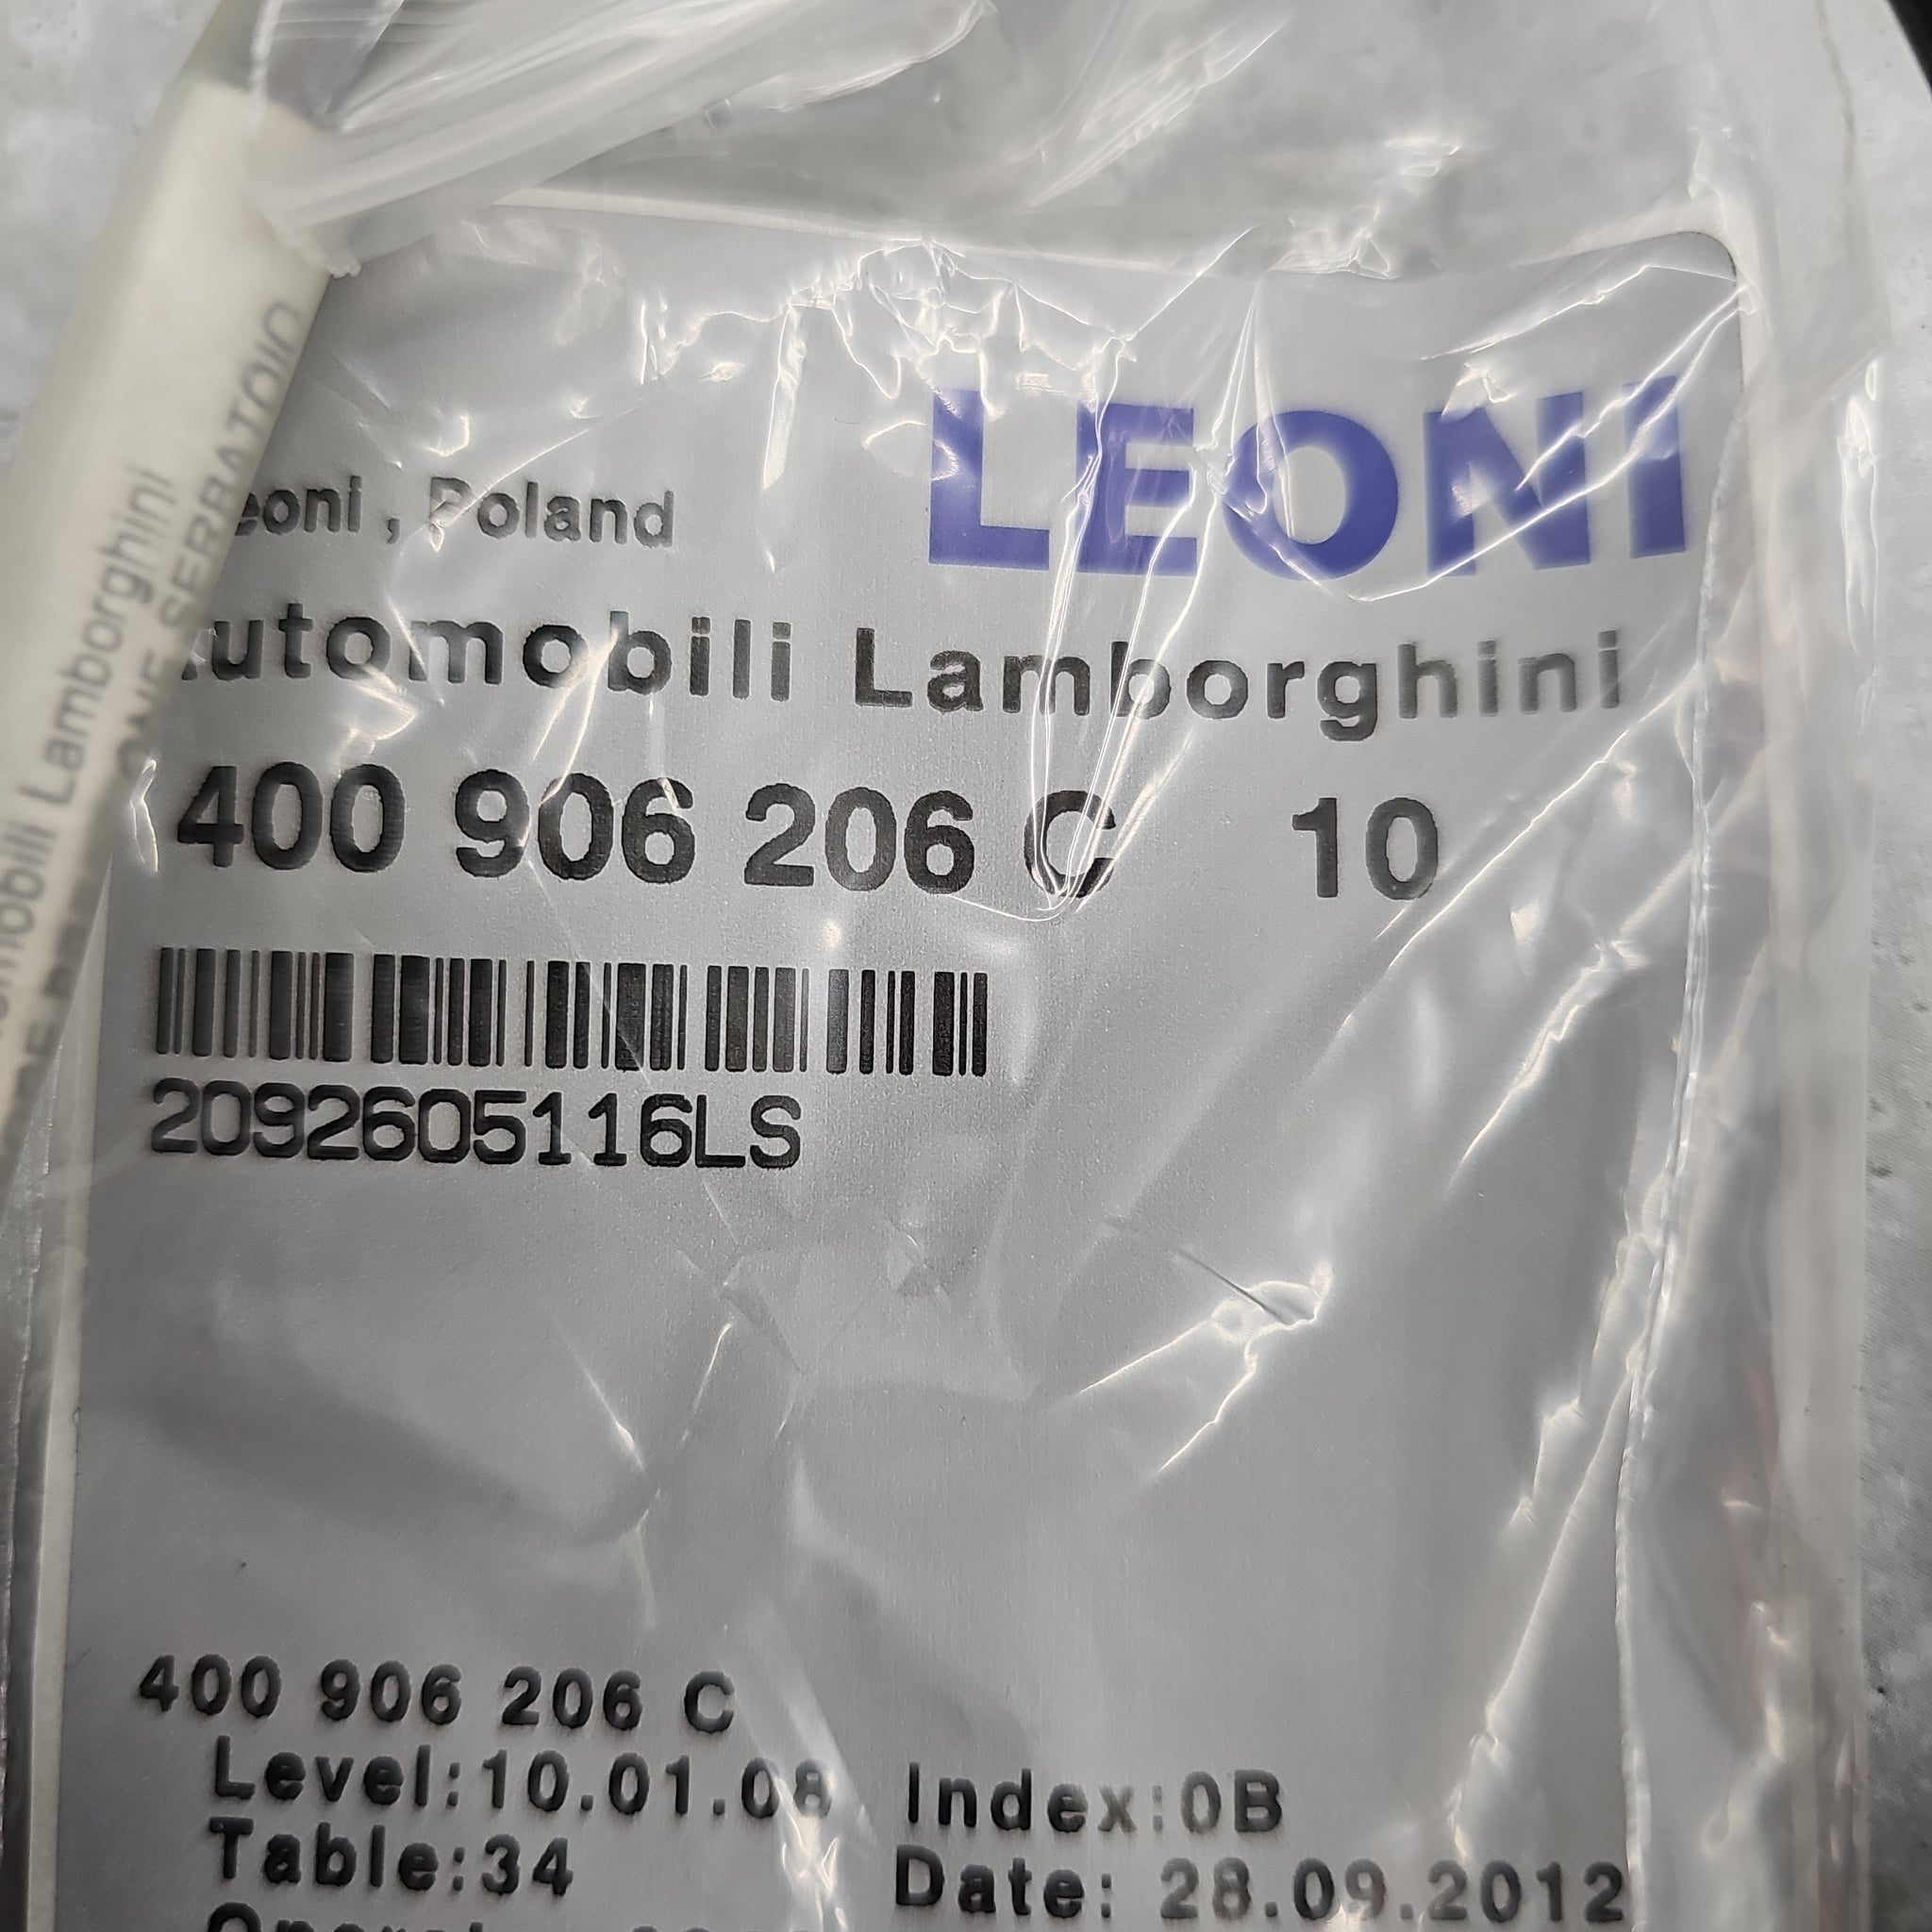 LEONI
eoni , Poland
utomobili Lamborghini
400 906 206 C 10
2092605116LS
400 906 206 C
Level:10.01.08 Index:0B
Table:34 Date: 28.09.2012
Lamborghini
SERBATOIO